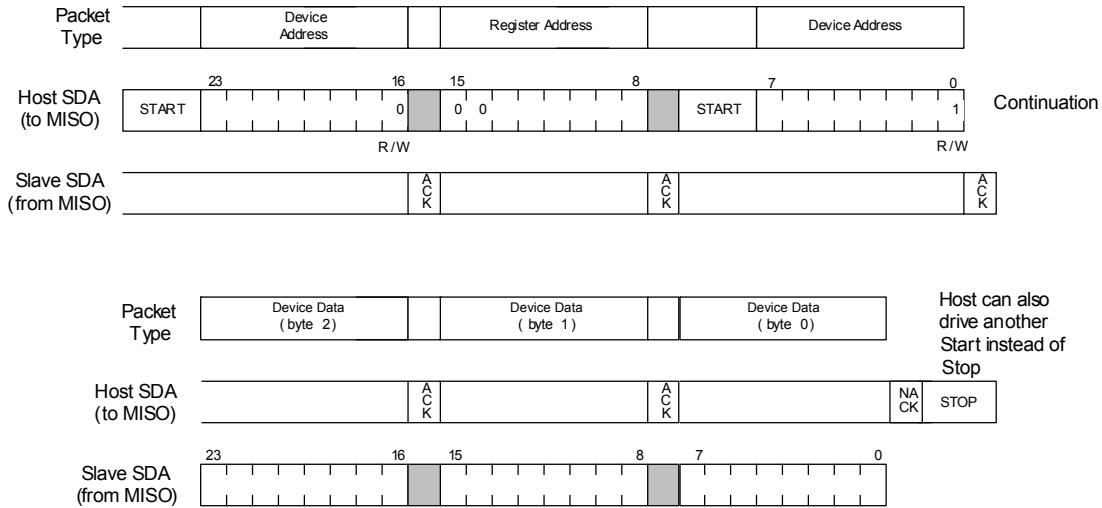 Packet
Type
Device
Address
Register Address
Device Address
23
16
15
8
7
0
Host SDA
(to MISO)
START
0
0 0
START
1
Continuation
R/W
R/W
Slave SDA
(from MISO)
ACK
ACK
ACK
Packet
Type
Device Data
( byte 2)
Device Data
( byte 1)
Device Data
( byte 0)
Host can also
drive another
Start instead of
Stop
Host SDA
(to MISO)
ACK
ACK
NA
CK
STOP
23
16
15
8
7
0
Slave SDA
(from MISO)